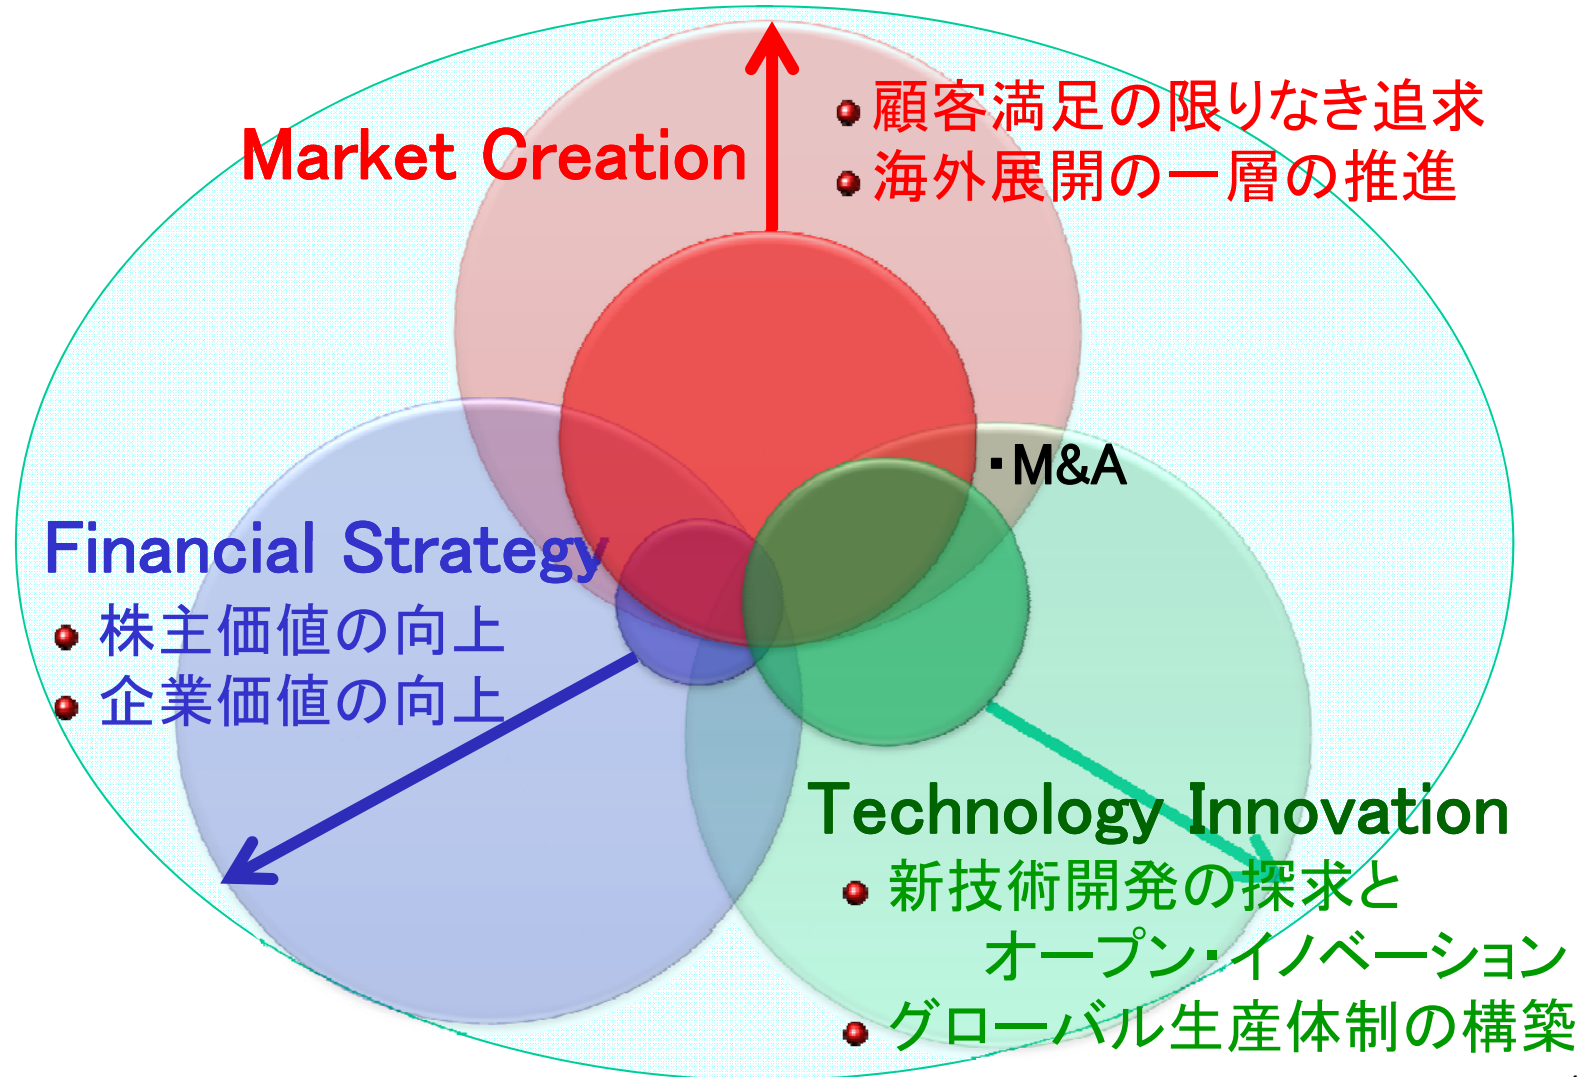 Market Creation
顧客満足の限りなき追求
海外展開の一層の推進
・M&A
Financial Strategy
株主価値の向上
企業価値の向上
Technology Innovation
新技術開発の探求と
オープン・イノベーション
グローバル生産体制の構築